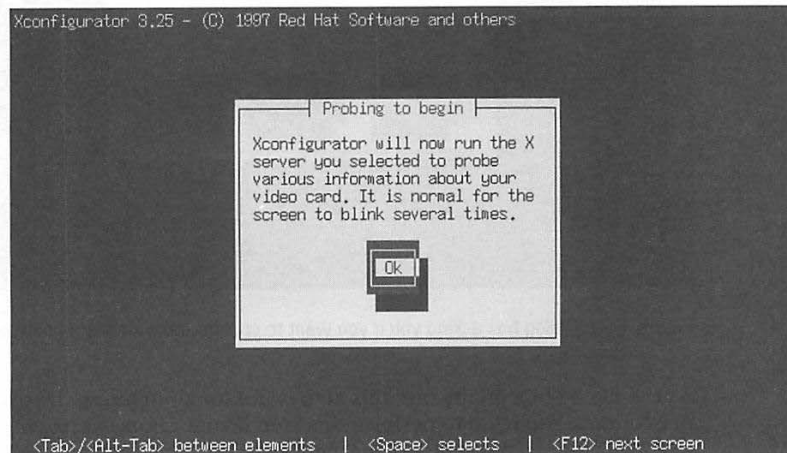 Xconfigurator 3.25 - (C) 1997 Red Hat Software and others
Probing to begin
Xconfigurator will now run the X
server you selected to probe
various information about your
video card. It is normal for the
screen to blink several times.
Ok
<Tab>/<Alt-Tab> between elements | <Space> selects | <F12> next screen